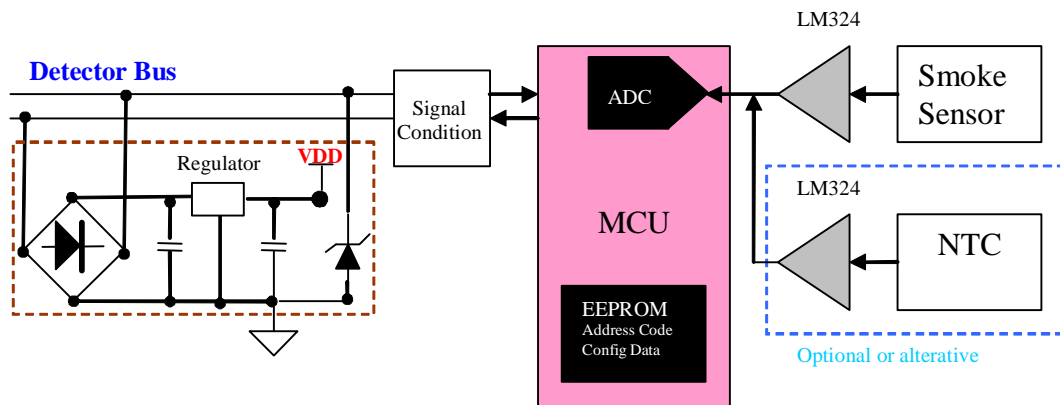 LM324
Detector Bus
ADC
Smoke
Sensor
Signal
Condition
VDD
Regulator
LM324
MCU
NTC
EEPROM
Address Code
Config Data
Optional or alterative